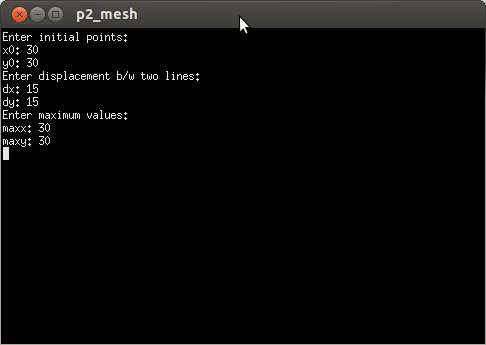 p2_mesh
Enter initial points:
x0: 30
y0: 30
Enter displacement b/w two lines:
dx: 15
dy: 15
Enter maximum values:
maxx: 30
maxy: 30